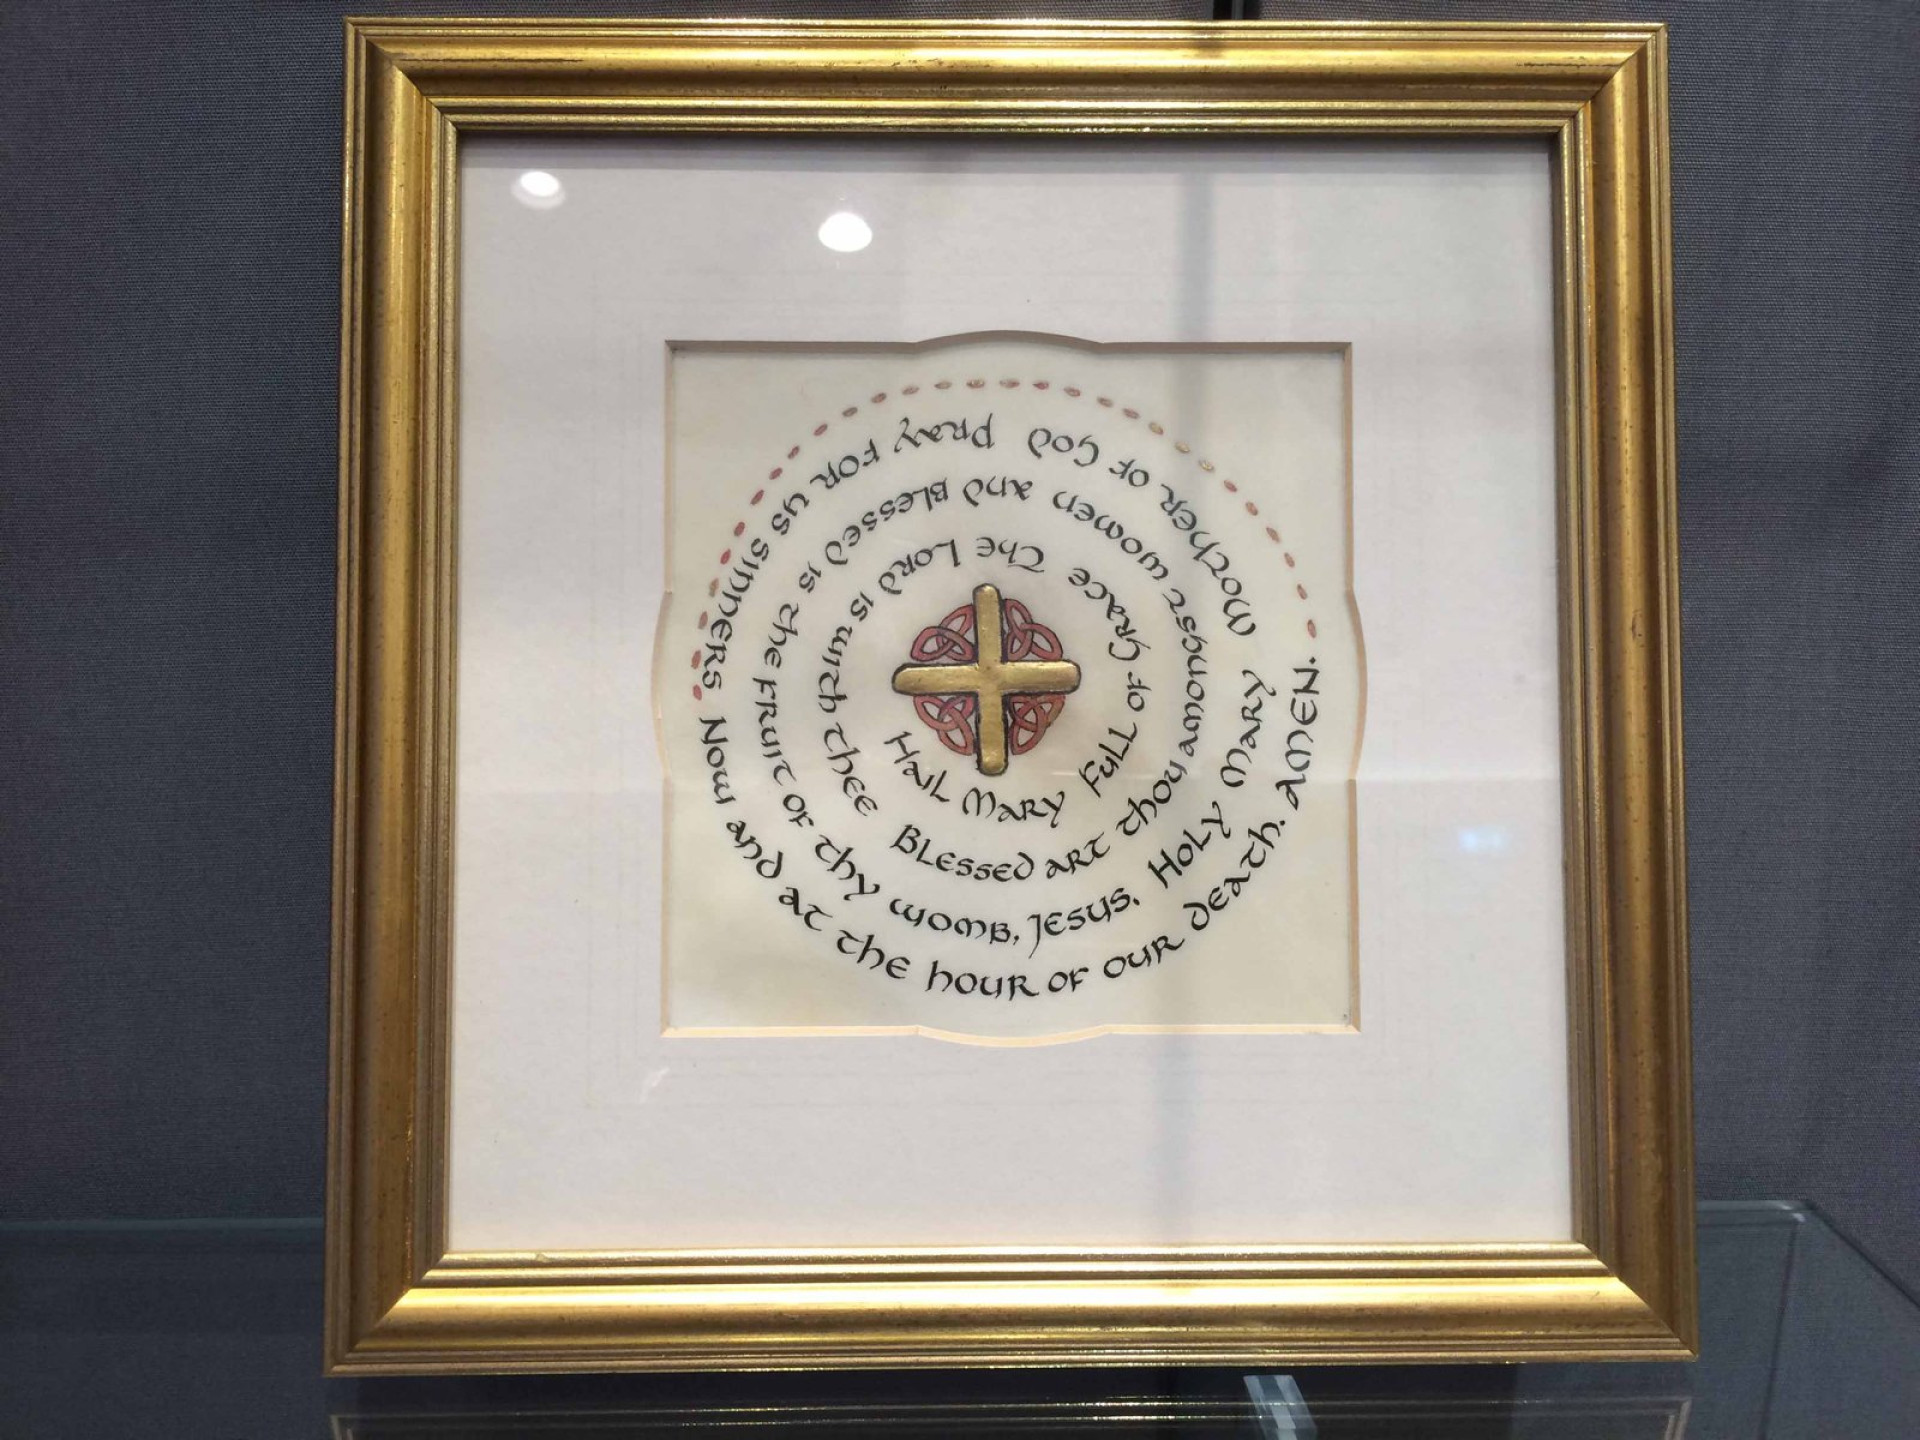 Hail Mary Full of Grace The Lord is with thee Blessed art thou amongst women and Blessed is the Fruit of thy womb, Jesus. Holy Mary Mother of God pray for us sinners Now and at the hour of our death. Amen.